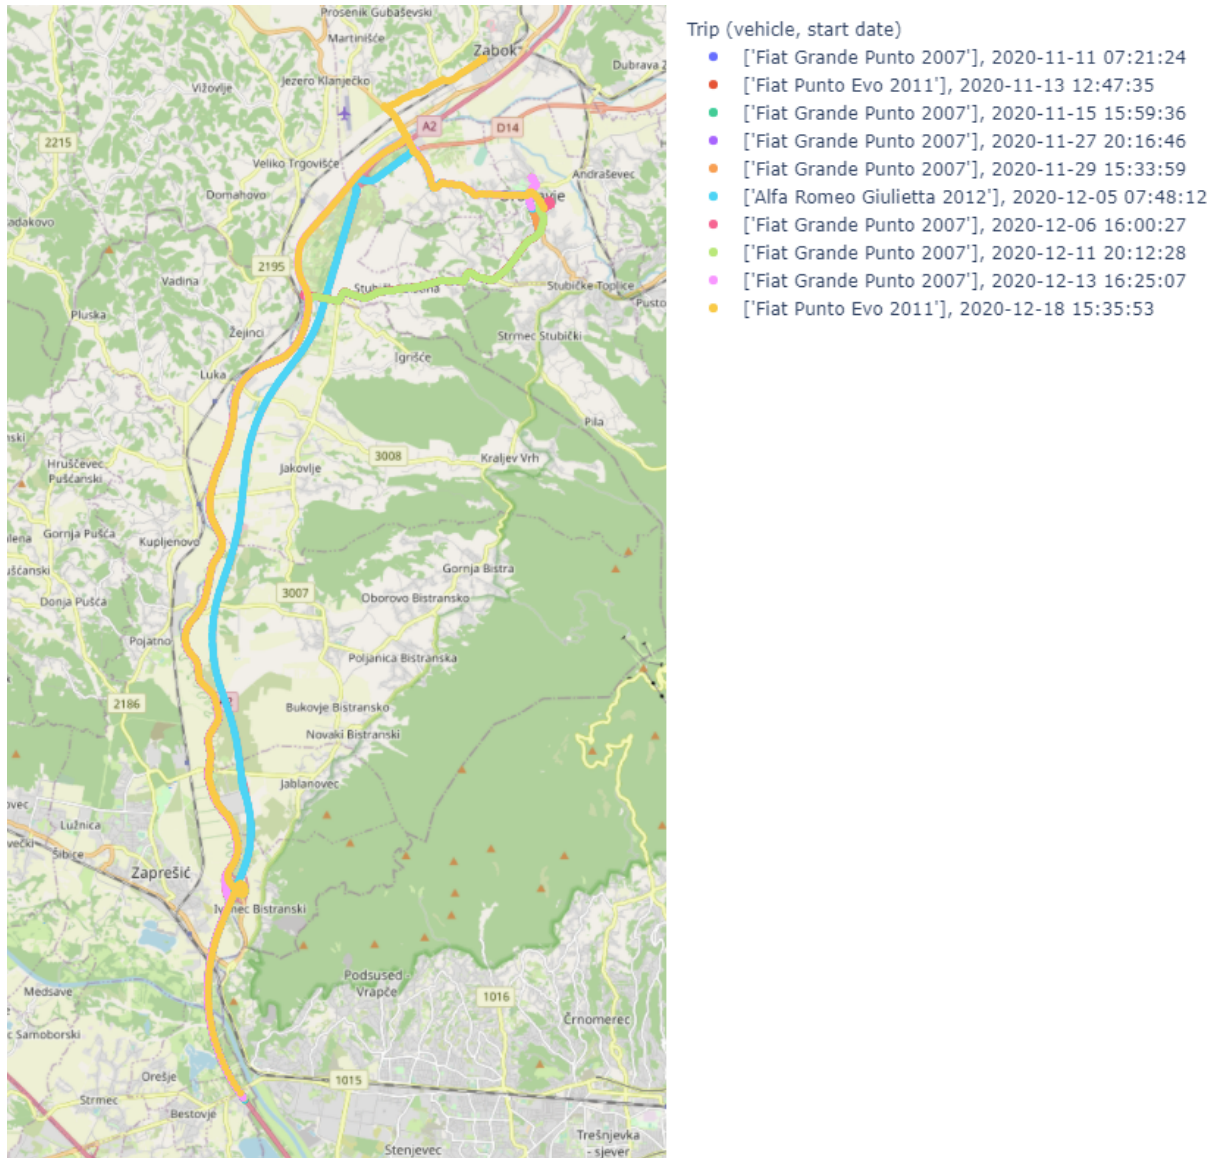 Prosenik Gubaševski
Martinišće
Zabok
Jezero Klanječko
Dubrava Z
Vižovlje
A2
D14
2215
Veliko Trgovišće
Andraševec
Domahovo
adakovo
2195
Vadina
Stubičke Toplice
Pusto
Pluska
Žejinci
Strmec Stubički
Igrišće
Luka
Pila
nski
3008
Kraljev Vrh
Hruščevec
Pušćanski
Jakovlje
Gornja Pušća
Kupljenovo
Gornja Bistra
ušćanski
3007
Oborovo Bistransko
Donja Pušća
Pojatno
Poljanica Bistranska
2186
Bukovje Bistransko
Novaki Bistranski
Jablanovec
ovec
Lužnica
Šibice
Zaprešić
Bistranski
Podsused -
Vrapče
Medsave
1016
Črnomerec
c Samoborski
Orešje
1015
Strmec
Bestovje
Trešnjevka
- sjever
Stenjevec
Trip (vehicle, start date)
['Fiat Grande Punto 2007'], 2020-11-11 07:21:24
['Fiat Punto Evo 2011'], 2020-11-13 12:47:35
['Fiat Grande Punto 2007'], 2020-11-15 15:59:36
['Fiat Grande Punto 2007'], 2020-11-27 20:16:46
['Fiat Grande Punto 2007'], 2020-11-29 15:33:59
['Alfa Romeo Giulietta 2012'], 2020-12-05 07:48:12
['Fiat Grande Punto 2007'], 2020-12-06 16:00:27
['Fiat Grande Punto 2007'], 2020-12-11 20:12:28
['Fiat Grande Punto 2007'], 2020-12-13 16:25:07
['Fiat Punto Evo 2011'], 2020-12-18 15:35:53